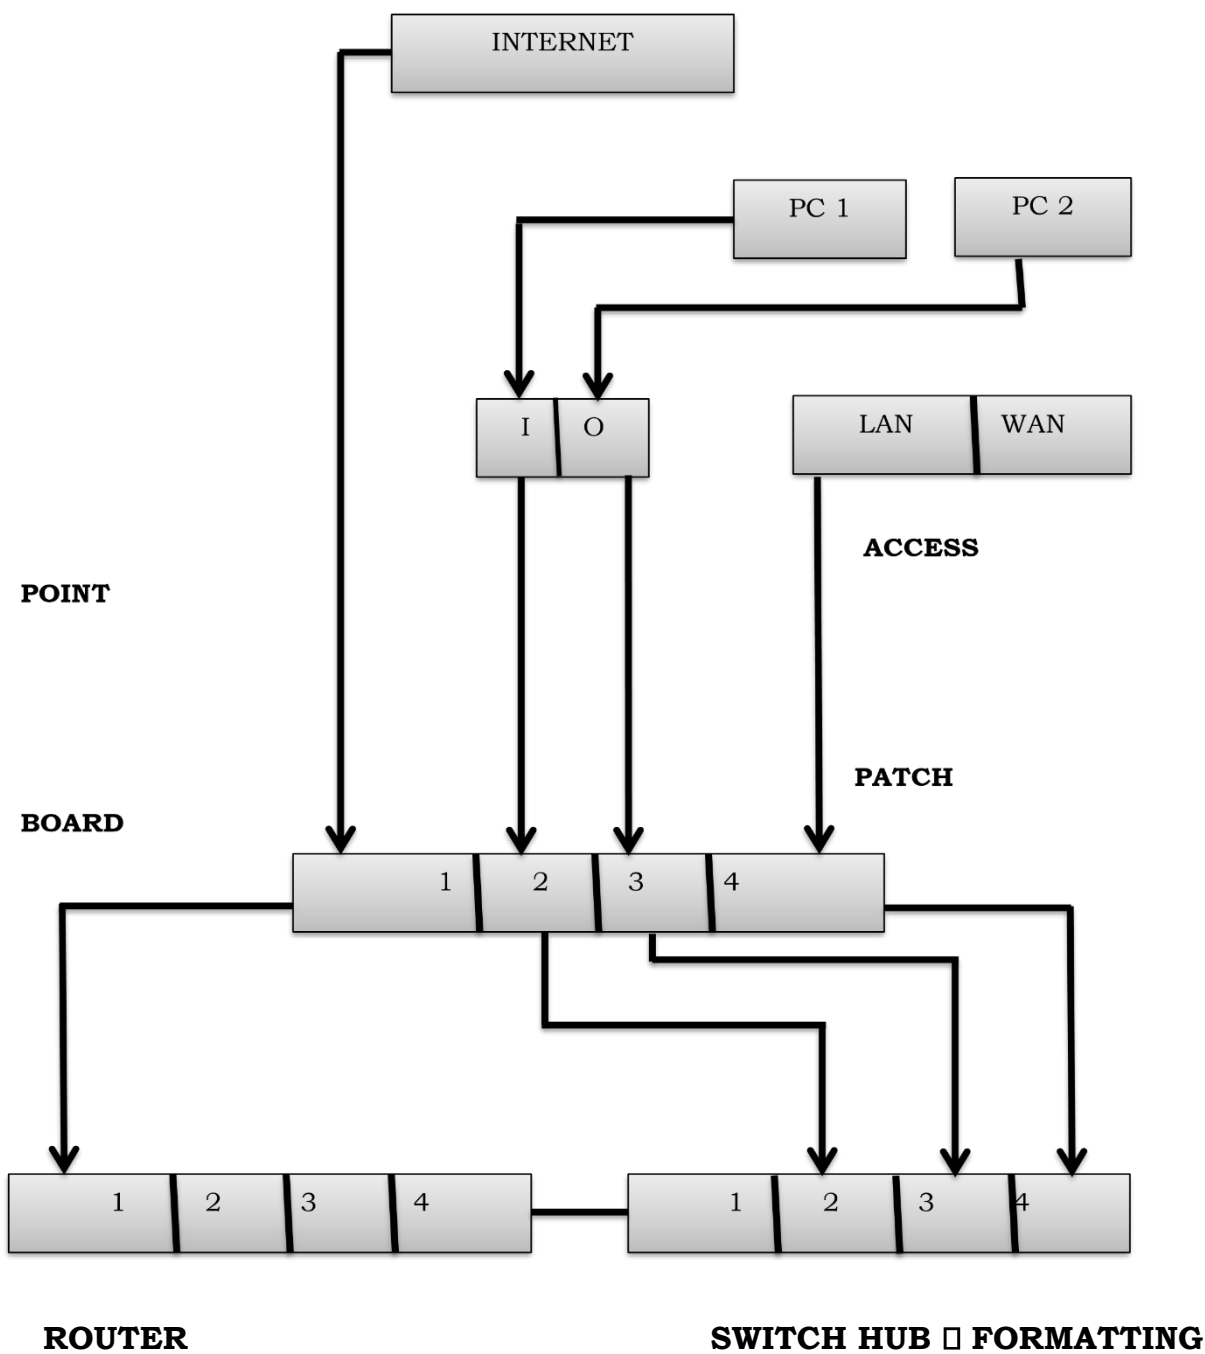 INTERNET
PC 1 PC 2
I O LAN WAN
ACCESS
POINT
PATCH
BOARD
1 2 3 4
1 2 3 4 1 2 3 4
ROUTER SWITCH HUB □ FORMATTING